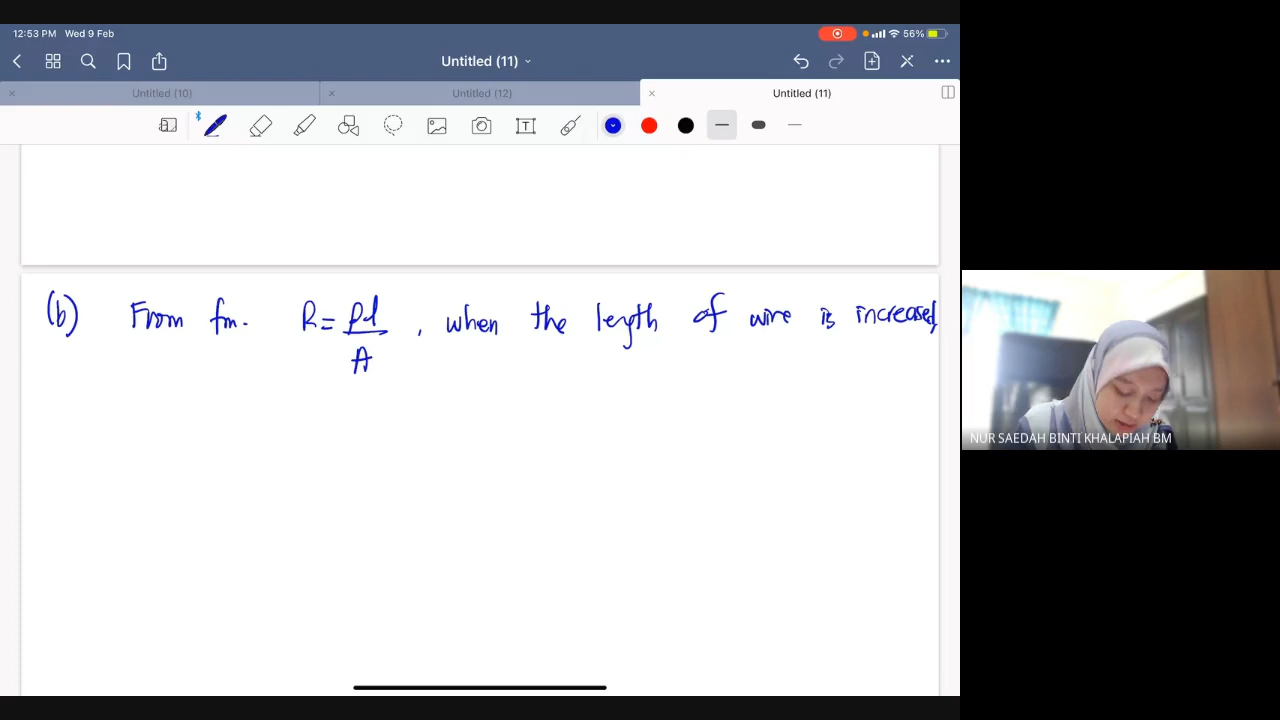 12:53 PM Wed 9 Feb
56%
Untitled (11)
Untitled (10)
Untitled (12)
Untitled (11)
T
(b) From fm. R = ρl / A , when the length of wire is increased,
NUR SAEDAH BINTI KHALAPIAH BM